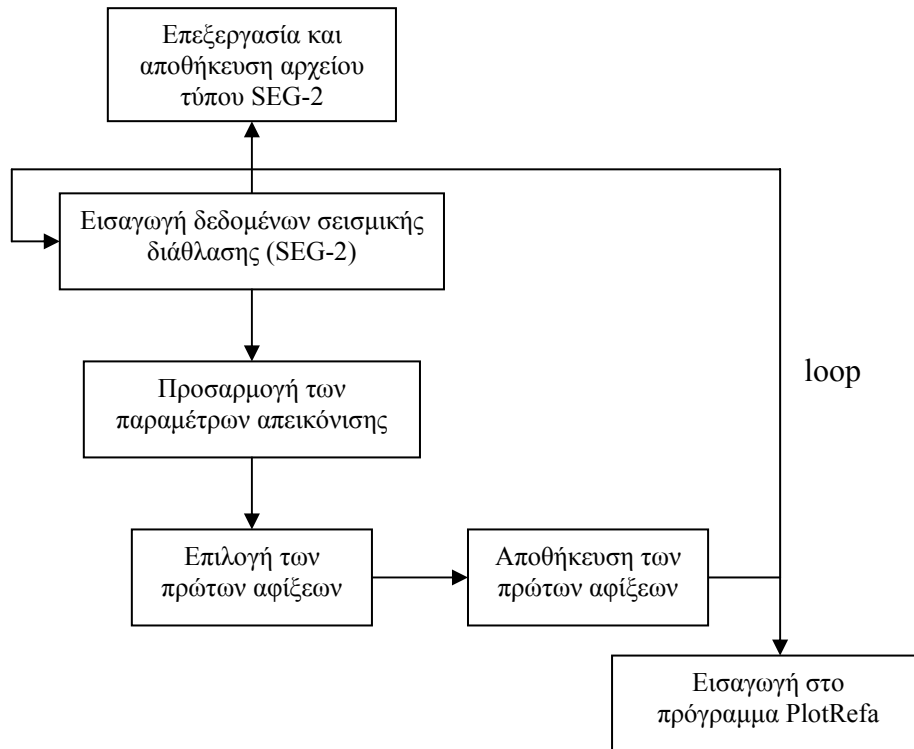 Επεξεργασία και
αποθήκευση αρχείου
τύπου SEG-2
Εισαγωγή δεδομένων σεισμικής
διάθλασης (SEG-2)
Προσαρμογή των
παραμέτρων απεικόνισης
loop
Επιλογή των
πρώτων αφίξεων
Αποθήκευση των
πρώτων αφίξεων
Εισαγωγή στο
πρόγραμμα PlotRefa